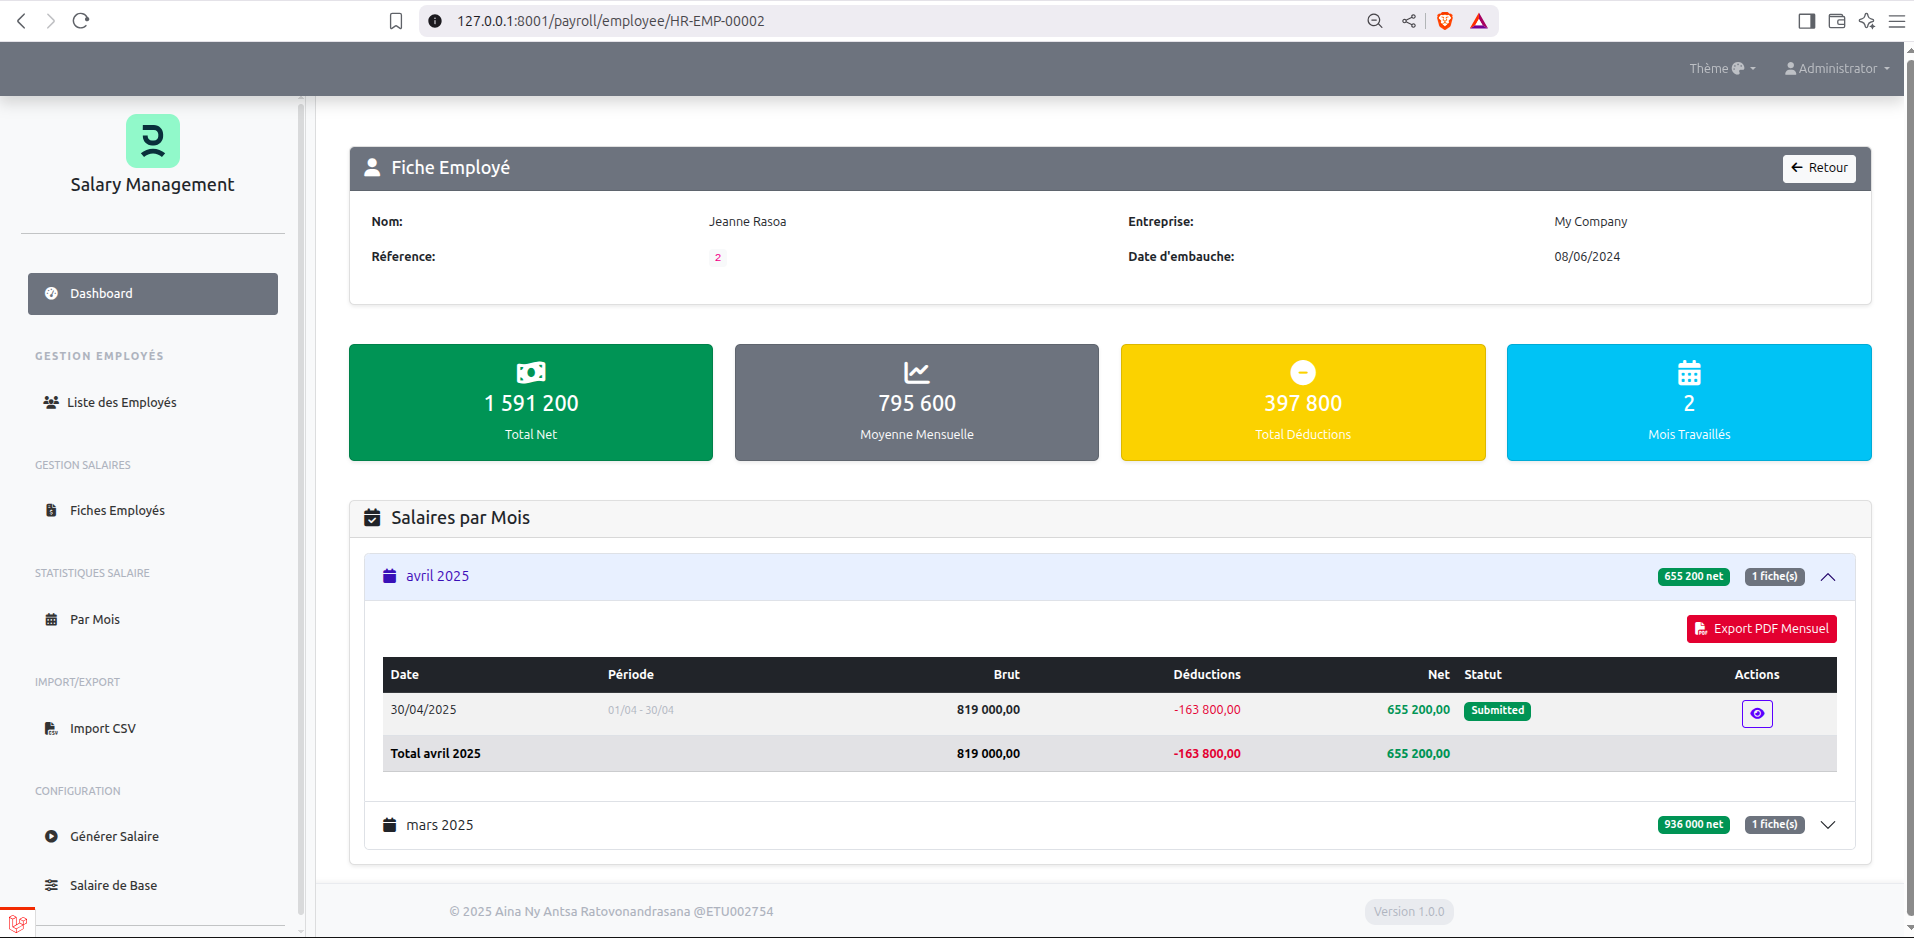 127.0.0.1:8001/payroll/employee/HR-EMP-00002
Thème Administrator
Salary Management
Dashboard
GESTION EMPLOYÉS
Liste des Employés
GESTION SALAIRES
Fiches Employés
STATISTIQUES SALAIRE
Par Mois
IMPORT/EXPORT
Import CSV
CONFIGURATION
Générer Salaire
Salaire de Base
Fiche Employé Retour
Nom: Jeanne Rasoa Entreprise: My Company
Réference: 2 Date d'embauche: 08/06/2024
1 591 200
Total Net
795 600
Moyenne Mensuelle
397 800
Total Déductions
2
Mois Travaillés
Salaires par Mois
avril 2025 655 200 net 1 fiche(s)
Export PDF Mensuel
Date Période Brut Déductions Net Statut Actions
30/04/2025 01/04 - 30/04 819 000,00 -163 800,00 655 200,00 Submitted
Total avril 2025 819 000,00 -163 800,00 655 200,00
mars 2025 936 000 net 1 fiche(s)
© 2025 Aina Ny Antsa Ratovonandrasana @ETU002754 Version 1.0.0